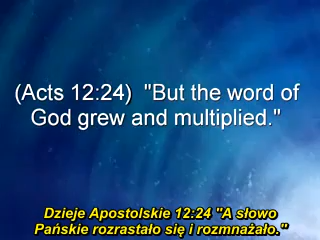 (Acts 12:24)  "But the word of
God grew and multiplied."
Dzieje Apostolskie 12:24 "A słowo
Pańskie rozrastało się i rozmnażało."